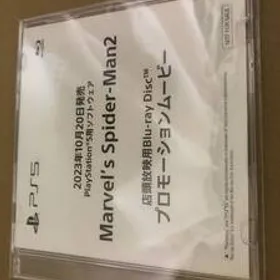 PS5
2023年10月20日発売
PlayStation®5用ソフトウェア
Marvel's Spider-Man2
店頭放映用Blu-ray Disc™
プロモーションムービー